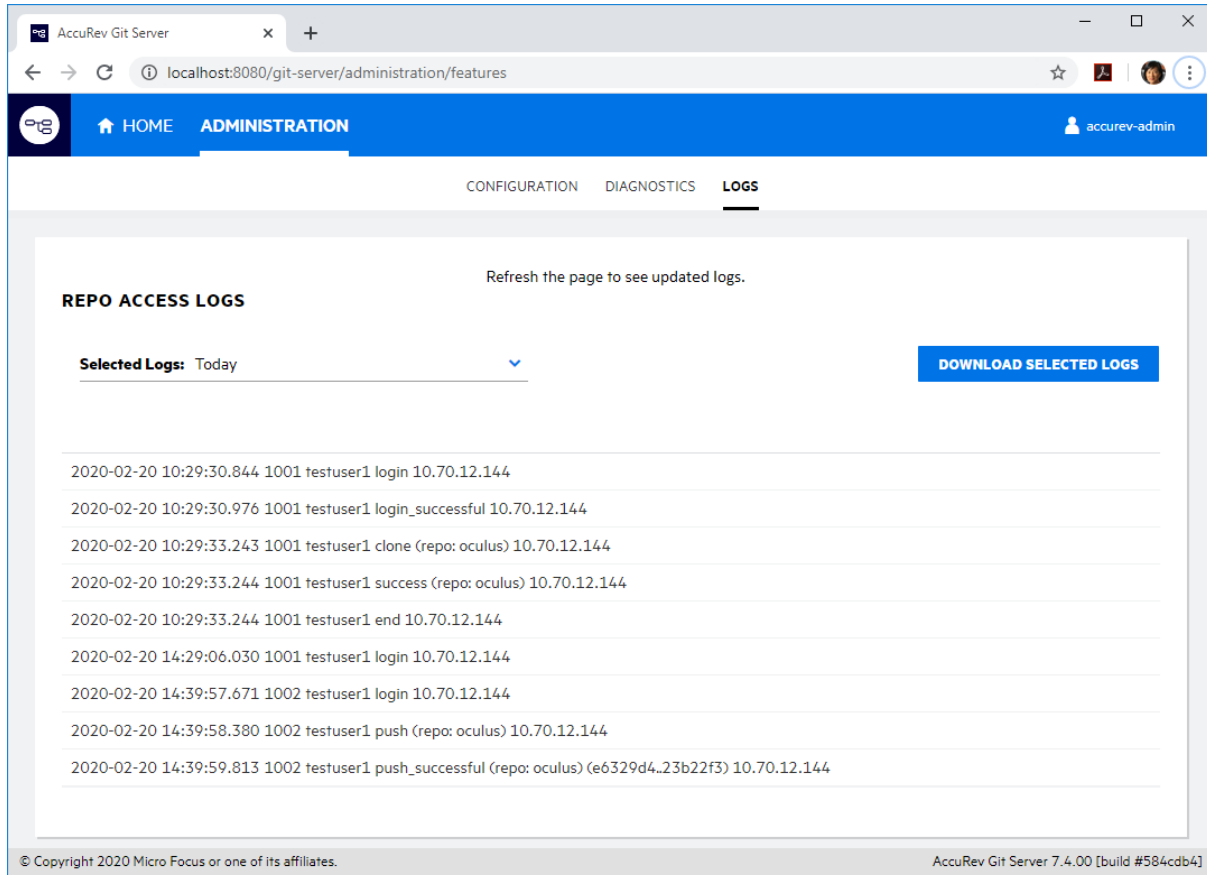 AccuRev Git Server
localhost:8080/git-server/administration/features
HOME ADMINISTRATION accurev-admin
CONFIGURATION DIAGNOSTICS LOGS
Refresh the page to see updated logs.
REPO ACCESS LOGS
Selected Logs: Today
DOWNLOAD SELECTED LOGS
2020-02-20 10:29:30.844 1001 testuser1 login 10.70.12.144
2020-02-20 10:29:30.976 1001 testuser1 login_successful 10.70.12.144
2020-02-20 10:29:33.243 1001 testuser1 clone (repo: oculus) 10.70.12.144
2020-02-20 10:29:33.244 1001 testuser1 success (repo: oculus) 10.70.12.144
2020-02-20 10:29:33.244 1001 testuser1 end 10.70.12.144
2020-02-20 14:29:06.030 1001 testuser1 login 10.70.12.144
2020-02-20 14:39:57.671 1002 testuser1 login 10.70.12.144
2020-02-20 14:39:58.380 1002 testuser1 push (repo: oculus) 10.70.12.144
2020-02-20 14:39:59.813 1002 testuser1 push_successful (repo: oculus) (e6329d4..23b22f3) 10.70.12.144
© Copyright 2020 Micro Focus or one of its affiliates. AccuRev Git Server 7.4.00 [build #584cdb4]